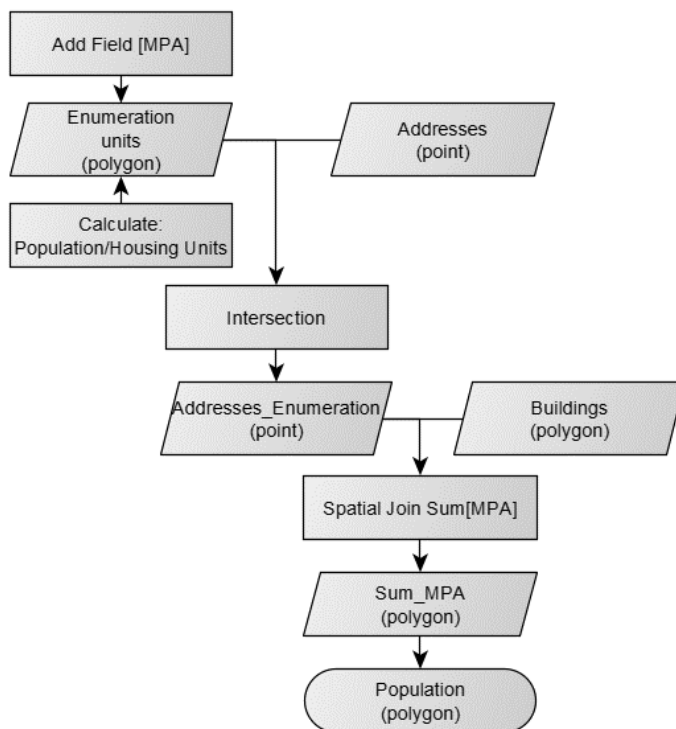 Add Field [MPA]
Enumeration
units
(polygon)
Addresses
(point)
Calculate:
Population/Housing Units
Intersection
Addresses_Enumeration
(point)
Buildings
(polygon)
Spatial Join Sum[MPA]
Sum_MPA
(polygon)
Population
(polygon)